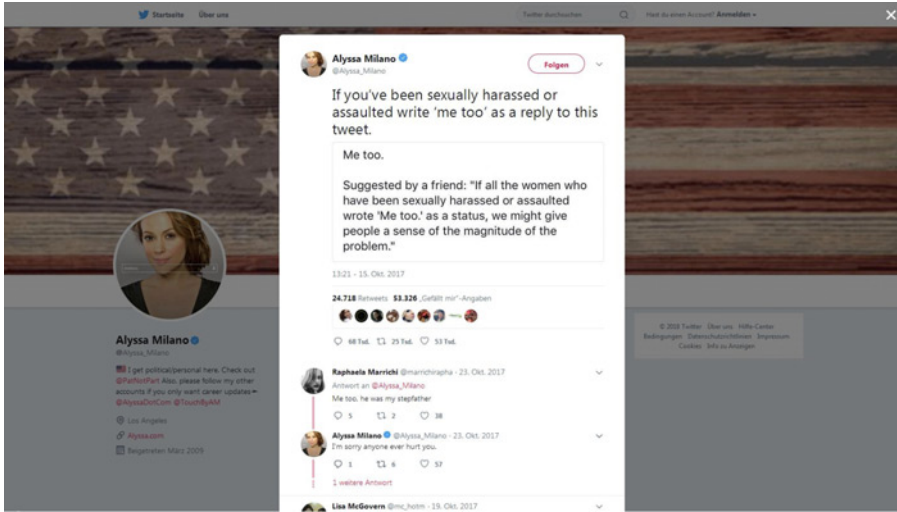 Startseite Über uns
Twitter durchsuchen
Hast du einen Account? Anmelden
Alyssa Milano
@Alyssa_Milano
Folgen
If you've been sexually harassed or
assaulted write 'me too' as a reply to this
tweet.
Me too.
Suggested by a friend: "If all the women who
have been sexually harassed or assaulted
wrote 'Me too.' as a status, we might give
people a sense of the magnitude of the
problem."
13:21 - 15. Okt. 2017
24.718 Retweets 53.326 „Gefällt mir“-Angaben
68 Tsd. 25 Tsd. 53 Tsd.
Raphaela Marrichi @marrichirapha - 23. Okt. 2017
Antwort an @Alyssa_Milano
Me too, he was my stepfather
5 2 38
Alyssa Milano @Alyssa_Milano - 23. Okt. 2017
I'm sorry anyone ever hurt you.
1 6 57
1 weitere Antwort
Lisa McGovern @mc_hotm - 19. Okt. 2017
Alyssa Milano
@Alyssa_Milano
I get political/personal here. Check out
@PatNotPart Also, please follow my other
accounts if you only want career updates
@AlyssaDotCom @TouchByAM
Los Angeles
Alyssa.com
Beigetreten März 2009
© 2018 Twitter Über uns Hilfe-Center
Bedingungen Datenschutzrichtlinien Impressum
Cookies Info zu Anzeigen